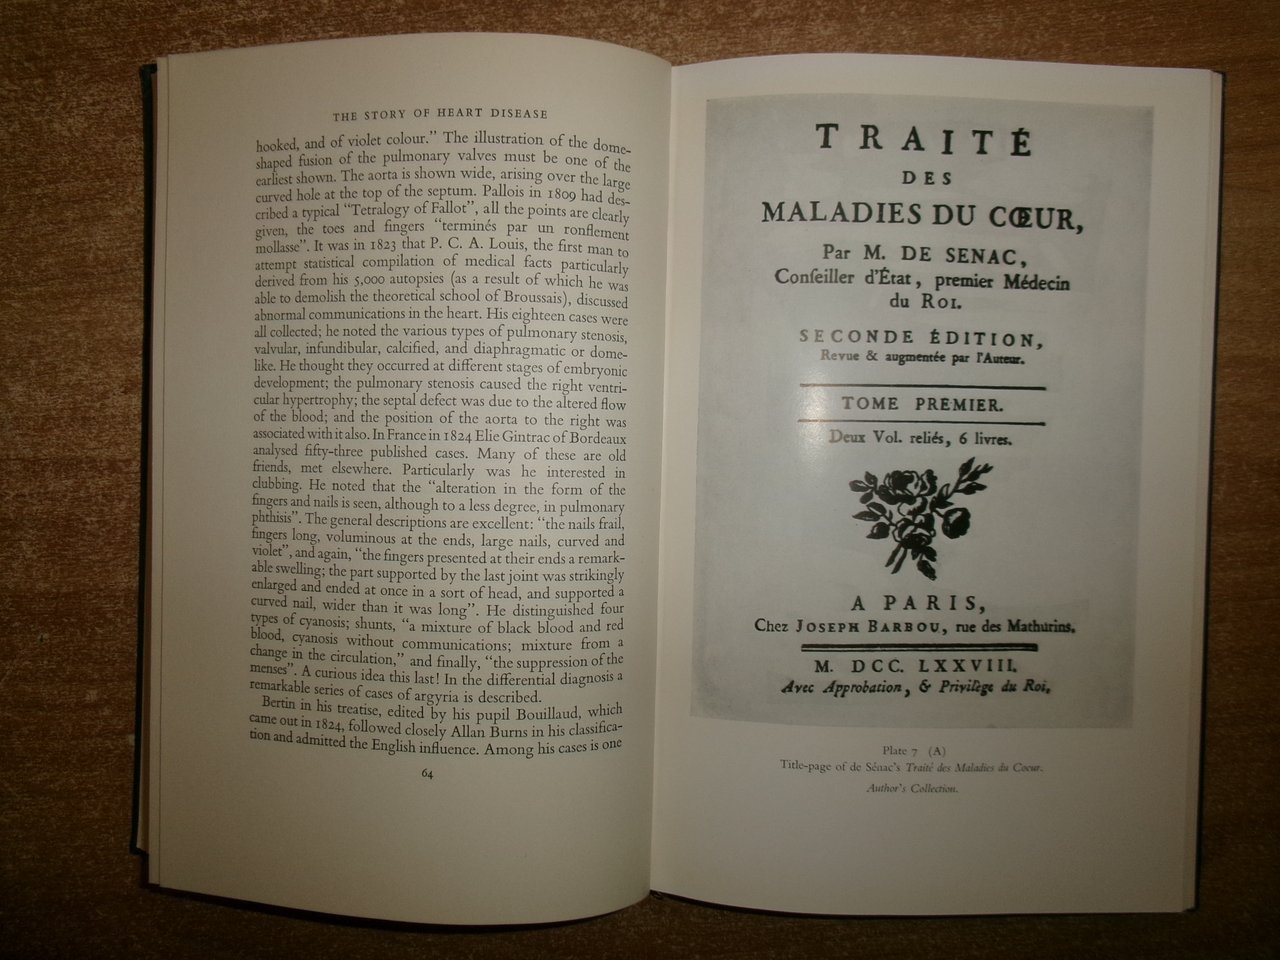 THE STORY OF HEART DISEASE
hooked, and of violet colour.” The illustration of the dome-
shaped fusion of the pulmonary valves must be one of the
earliest shown. The aorta is shown wide, arising over the large
curved hole at the top of the septum. Pallois in 1809 had des-
cribed a typical “Tetralogy of Fallot”, all the points are clearly
given, the toes and fingers “terminés par un ronflement
mollasse”. It was in 1823 that P. C. A. Louis, the first man to
attempt statistical compilation of medical facts particularly
derived from his 5,000 autopsies (as a result of which he was
able to demolish the theoretical school of Broussais), discussed
abnormal communications in the heart. His eighteen cases were
all collected; he noted the various types of pulmonary stenosis,
valvular, infundibular, calcified, and diaphragmatic or dome-
like. He thought they occurred at different stages of embryonic
development; the pulmonary stenosis caused the right ventri-
cular hypertrophy; the septal defect was due to the altered flow
of the blood; and the position of the aorta to the right was
associated with it also. In France in 1824 Elie Gintrac of Bordeaux
analysed fifty-three published cases. Many of these are old
friends, met elsewhere. Particularly was he interested in
clubbing. He noted that the “alteration in the form of the
fingers and nails is seen, although to a less degree, in pulmonary
phthisis”. The general descriptions are excellent: “the nails frail,
fingers long, voluminous at the ends, large nails, curved and
violet”, and again, “the fingers presented at their ends a remark-
able swelling; the part supported by the last joint was strikingly
enlarged and ended at once in a sort of head, and supported a
curved nail, wider than it was long”. He distinguished four
types of cyanosis; shunts, “a mixture of black blood and red
blood, cyanosis without communications; mixture from a
change in the circulation,” and finally, “the suppression of the
menses”. A curious idea this last! In the differential diagnosis a
remarkable series of cases of argyria is described.
Bertin in his treatise, edited by his pupil Bouillaud, which
came out in 1824, followed closely Allan Burns in his classifica-
tion and admitted the English influence. Among his cases is one
64
TRAITÉ
DES
MALADIES DU CŒUR,
Par M. DE SENAC,
Conſeiller d'État, premier Médecin
du ROI.
SECONDE ÉDITION,
Revue & augmentée par l'Auteur.
TOME PREMIER.
Deux Vol. reliés, 6 livres.
A PARIS,
Chez JOSEPH BARBOU, rue des Mathurins.
M. DCC. LXXVIII.
Avec Approbation, & Privilège du Roi.
Plate 7 (A)
Title-page of de Sénac's Traité des Maladies du Coeur.
Author's Collection.